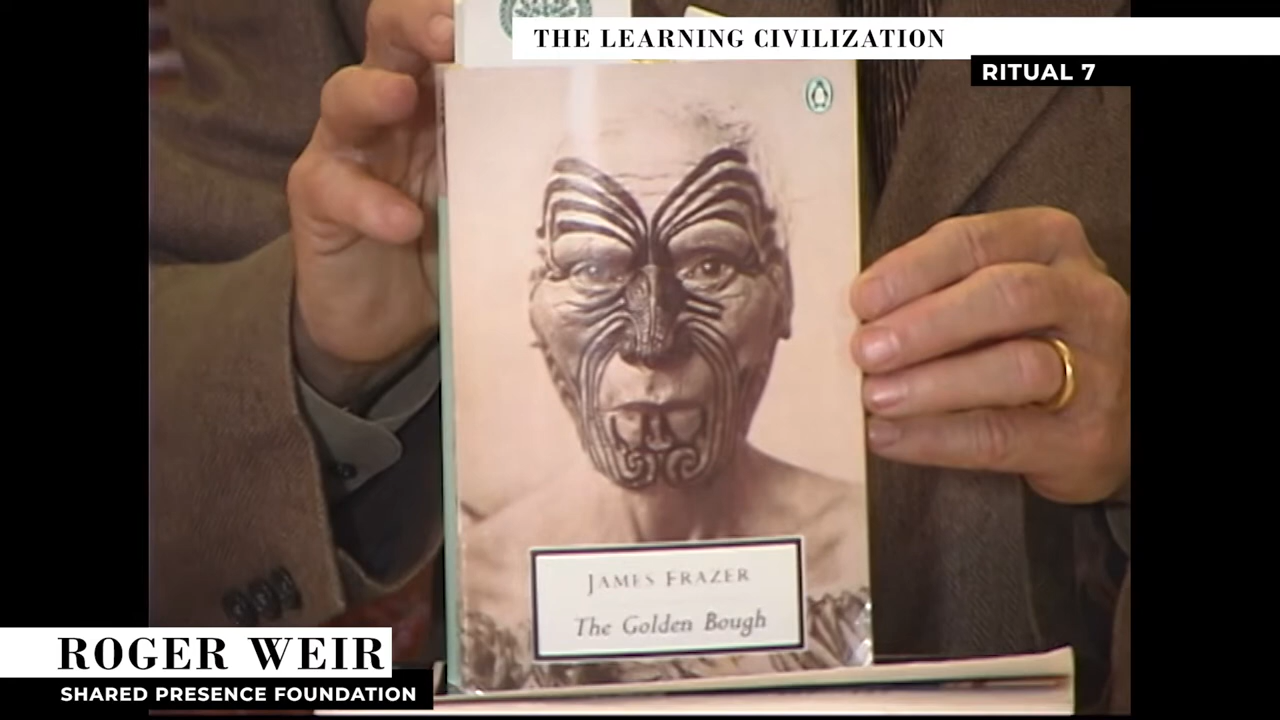 THE LEARNING CIVILIZATION
RITUAL 7
JAMES FRAZER
The Golden Bough
ROGER WEIR
SHARED PRESENCE FOUNDATION